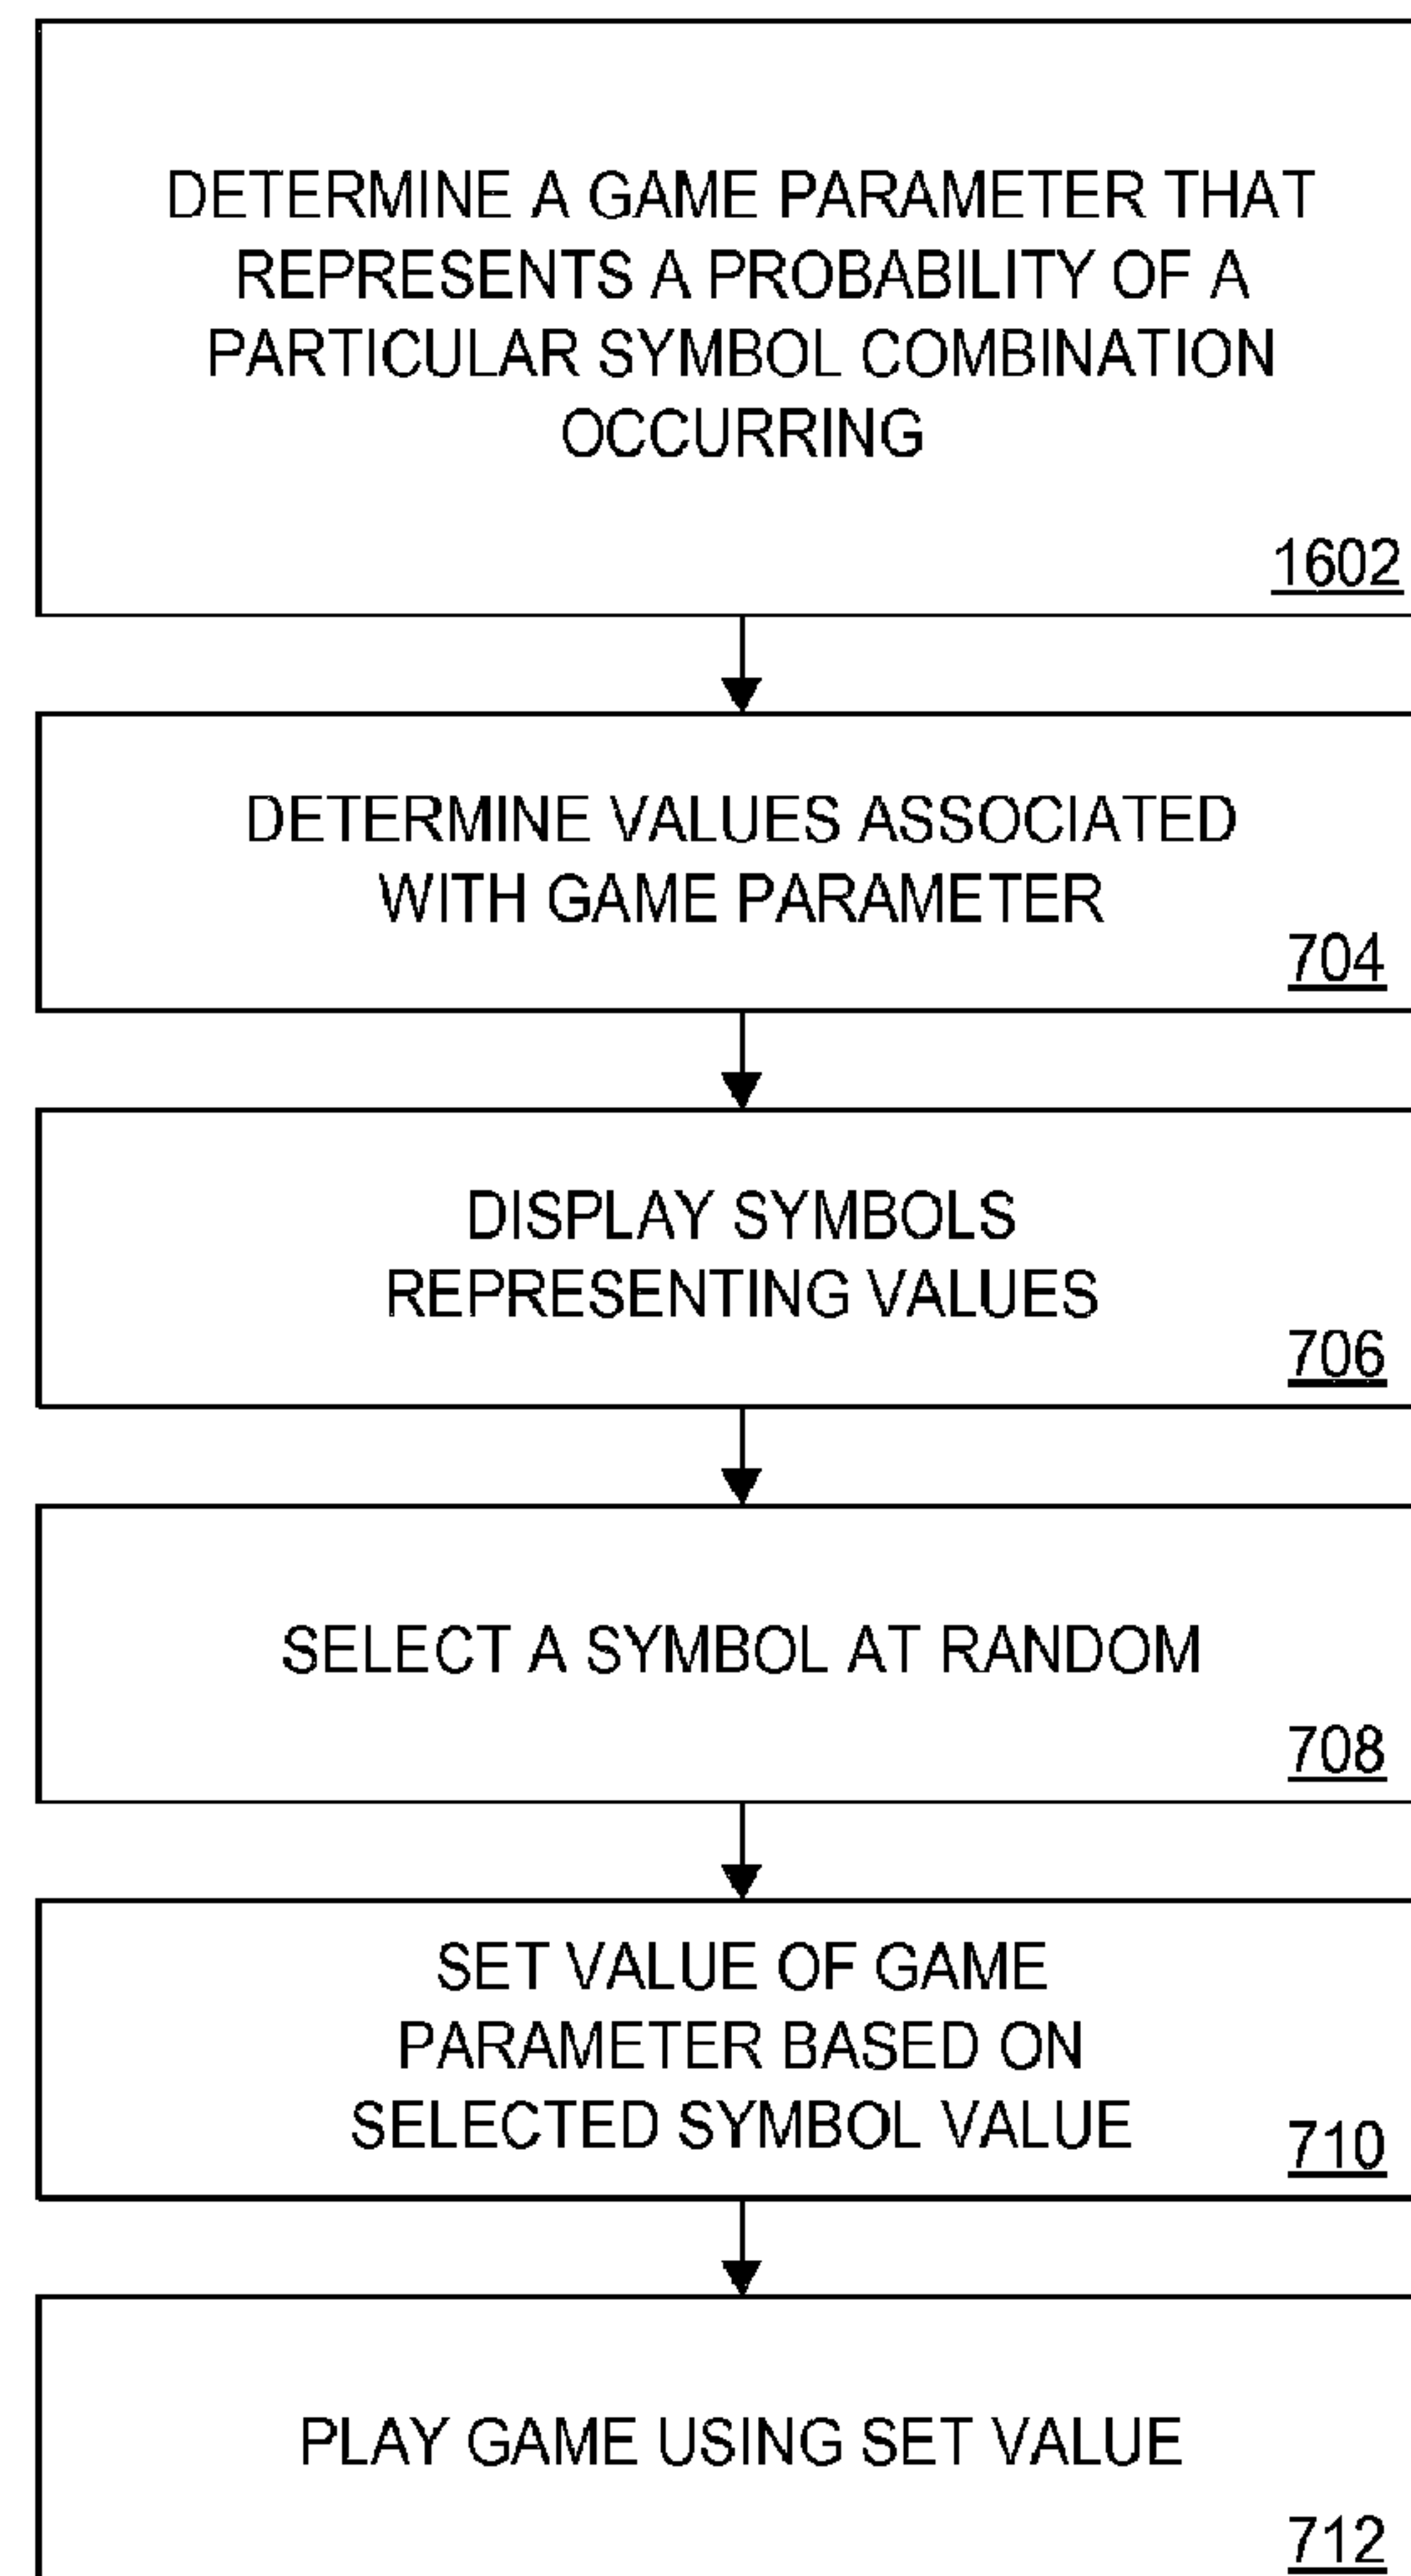 DETERMINE A GAME PARAMETER THAT
REPRESENTS A PROBABILITY OF A
PARTICULAR SYMBOL COMBINATION
OCCURRING
1602
DETERMINE VALUES ASSOCIATED
WITH GAME PARAMETER
704
DISPLAY SYMBOLS
REPRESENTING VALUES
706
SELECT A SYMBOL AT RANDOM
708
SET VALUE OF GAME
PARAMETER BASED ON
SELECTED SYMBOL VALUE
710
PLAY GAME USING SET VALUE
712